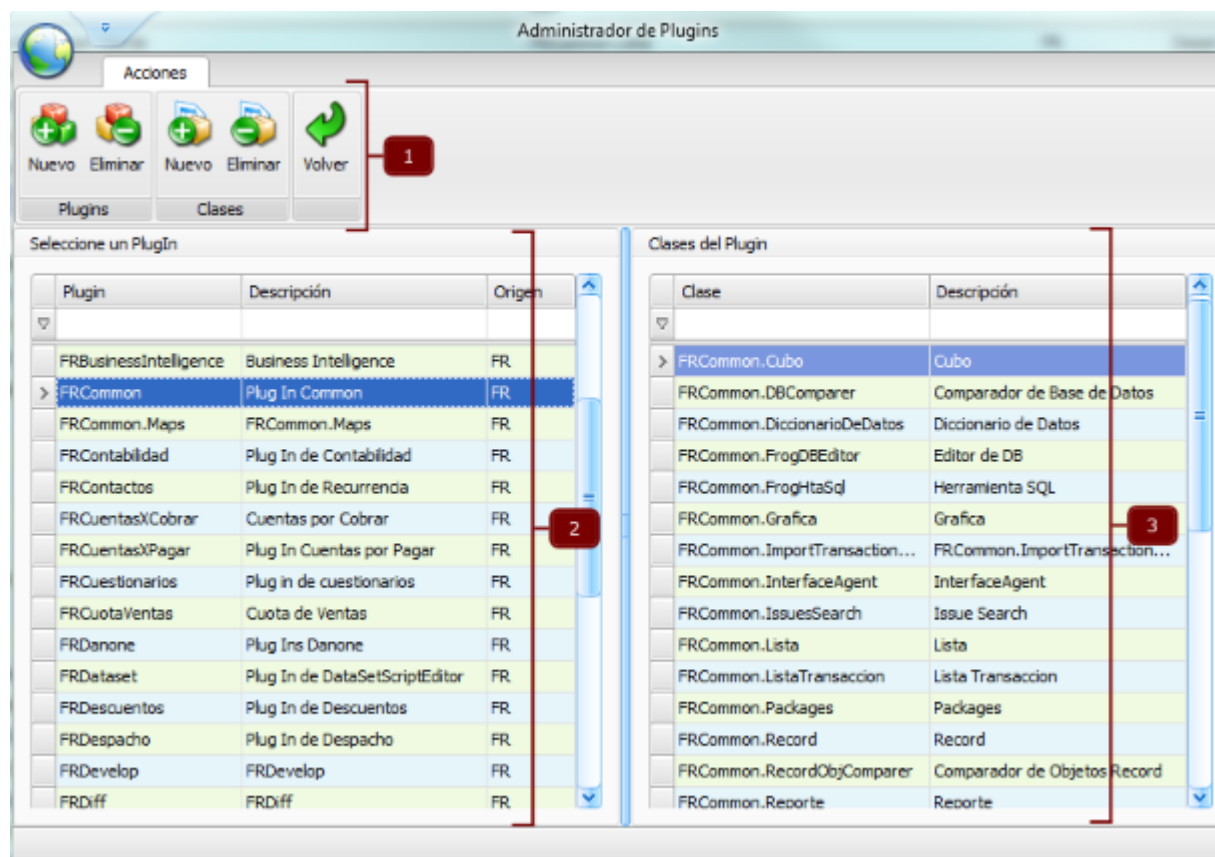 Administrador de Plugins
Acciones
Nuevo Eliminar Nuevo Eliminar Volver
Plugins Clases
1
Seleccione un PlugIn
Plugin Descripción Origen
FRBusinessIntelligence Business Intelligence FR
FRCommon Plug In Common FR
FRCommon.Maps FRCommon.Maps FR
FRContabilidad Plug In de Contabilidad FR
FRContactos Plug In de Recurrencia FR
FRCuentasXCobrar Cuentas por Cobrar FR
FRCuentasXPagar Plug In Cuentas por Pagar FR
FRCuestionarios Plug in de cuestionarios FR
FRCuotaVentas Cuota de Ventas FR
FRDanone Plug Ins Danone FR
FRDataset Plug In de DataSetScriptEditor FR
FRDescuentos Plug In de Descuentos FR
FRDespacho Plug In de Despacho FR
FRDevelop FRDevelop FR
FRDiff FRDiff FR
2
Clases del Plugin
Clase Descripción
FRCommon.Cubo Cubo
FRCommon.DBComparer Comparador de Base de Datos
FRCommon.DiccionarioDeDatos Diccionario de Datos
FRCommon.FrogDBEditor Editor de DB
FRCommon.FrogHtaSql Herramienta SQL
FRCommon.Grafica Grafica
FRCommon.ImportTransaction... FRCommon.ImportTransaction...
FRCommon.InterfaceAgent InterfaceAgent
FRCommon.IssuesSearch Issue Search
FRCommon.Lista Lista
FRCommon.ListaTransaccion Lista Transaccion
FRCommon.Packages Packages
FRCommon.Record Record
FRCommon.RecordObjComparer Comparador de Objetos Record
FRCommon.Reporte Reporte
3